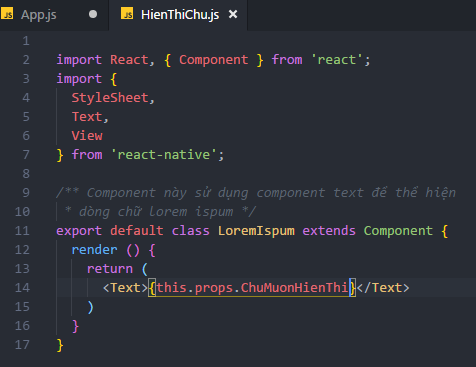 JS App.js ●
JS HienThiChu.js ×
1
2 import React, { Component } from 'react';
3 import {
4   StyleSheet,
5   Text,
6   View
7 } from 'react-native';
8
9 /** Component này sử dụng component text để thể hiện
10  * dòng chữ lorem ispum */
11 export default class LoremIspum extends Component {
12   render () {
13     return (
14       <Text>{this.props.ChuMuonHienThi}</Text>
15     )
16   }
17 }